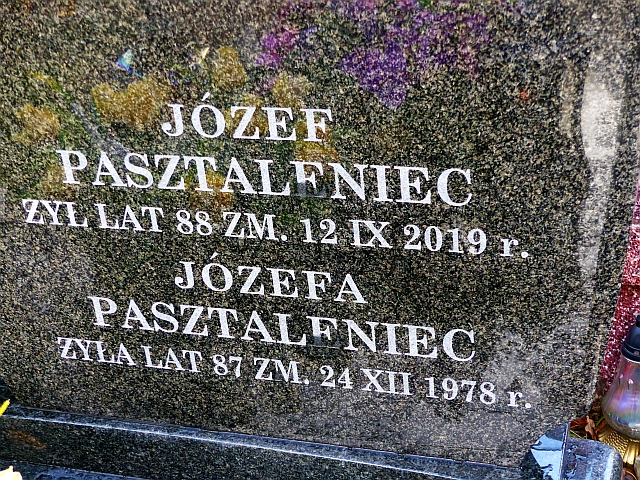 JÓZEF
PASZTALENIEC
ŻYŁ LAT 88 ZM. 12 IX 2019 r.
JÓZEFA
PASZTALENIEC
ŻYŁA LAT 87 ZM. 24 XII 1978 r.